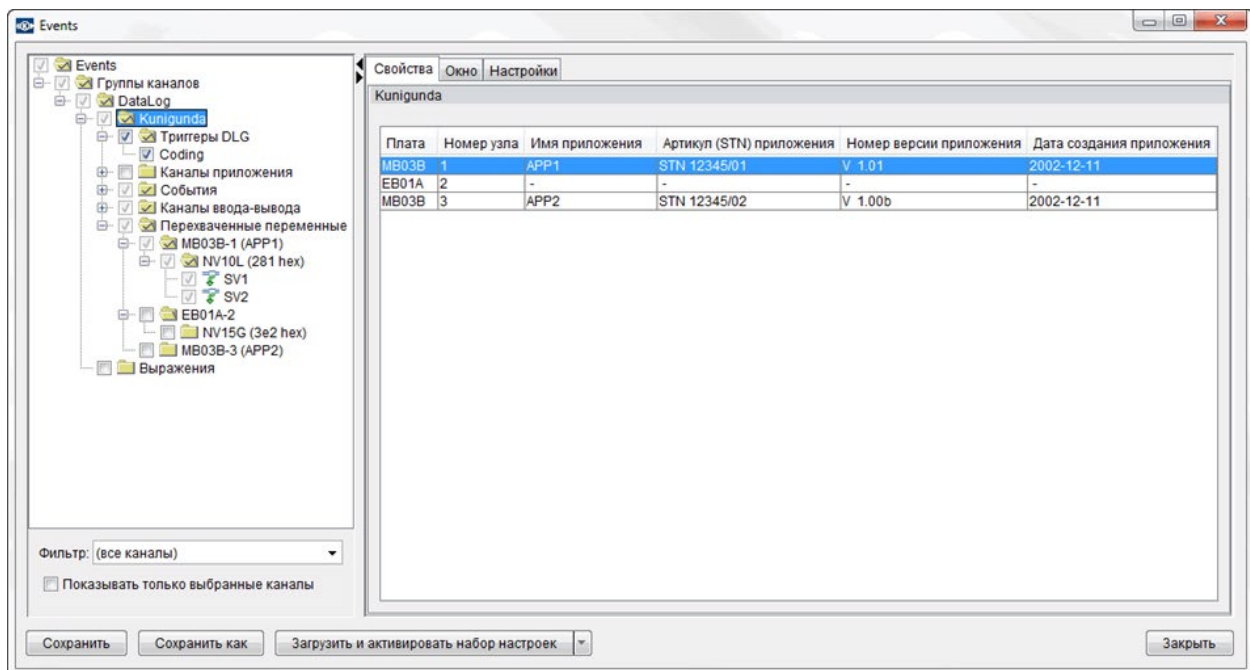 Events
Events
Группы каналов
DataLog
Kunigunda
Триггеры DLG
Coding
Каналы приложения
События
Каналы ввода-вывода
Перехваченные переменные
MB03B-1 (APP1)
NV10L (281 hex)
SV1
SV2
EB01A-2
NV15G (3e2 hex)
MB03B-3 (APP2)
Выражения
Фильтр: (все каналы)
Показывать только выбранные каналы
Свойства Окно Настройки
Kunigunda
Плата Номер узла Имя приложения Артикул (STN) приложения Номер версии приложения Дата создания приложения
MB03B 1 APP1 STN 12345/01 V 1.01 2002-12-11
EB01A 2 - - - -
MB03B 3 APP2 STN 12345/02 V 1.00b 2002-12-11
Сохранить Сохранить как Загрузить и активировать набор настроек Закрыть